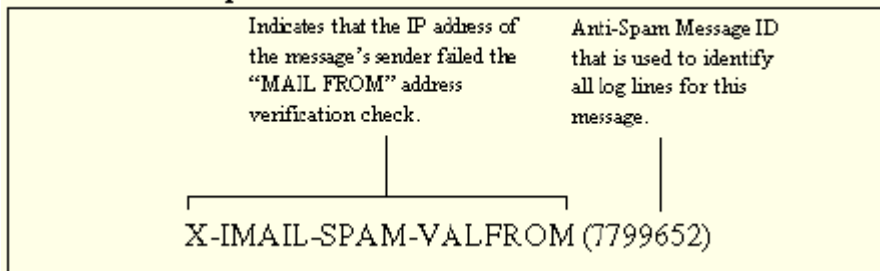 Indicates that the IP address of
the message's sender failed the
"MAIL FROM" address
verification check.
Anti-Spam Message ID
that is used to identify
all log lines for this
message.
X-IMAIL-SPAM-VALFROM (7799652)